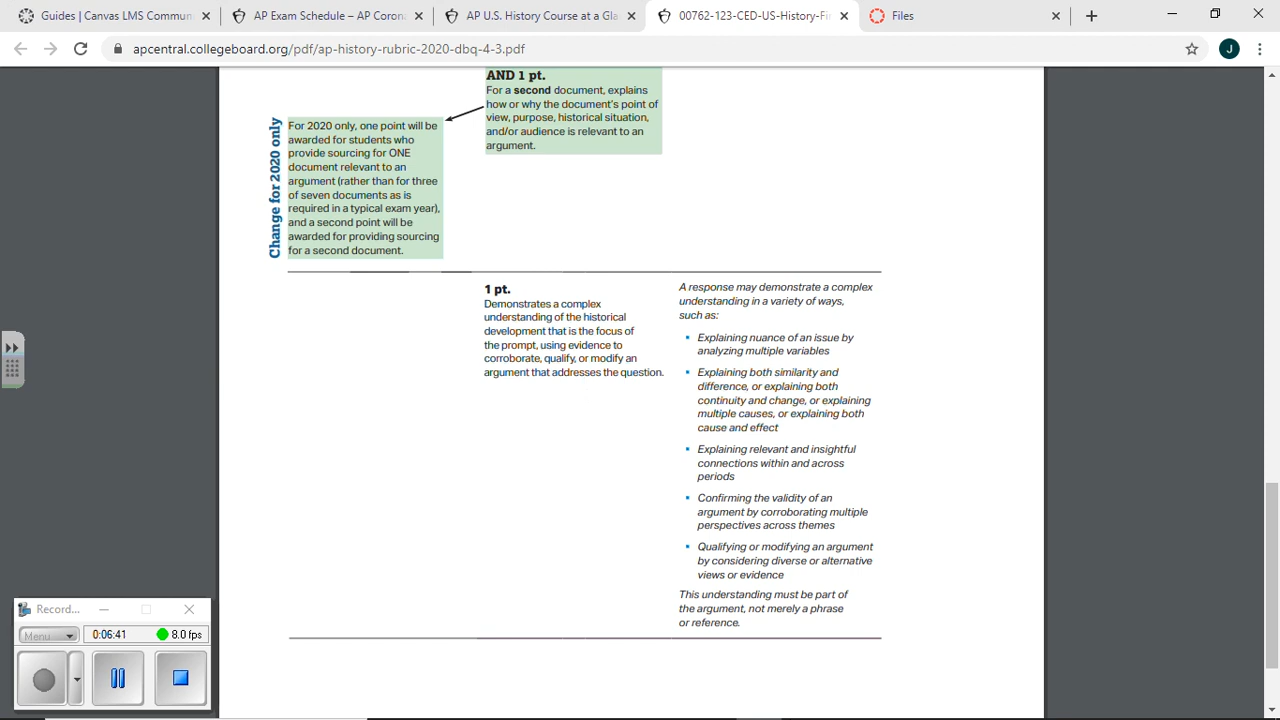 Guides | Canvas LMS Commun
AP Exam Schedule – AP Corona
AP U.S. History Course at a Gla
00762-123-CED-US-History-Fi
Files
apcentral.collegeboard.org/pdf/ap-history-rubric-2020-dbq-4-3.pdf
J
AND 1 pt.
For a second document, explains
how or why the document's point of
view, purpose, historical situation,
and/or audience is relevant to an
argument.
Change for 2020 only
For 2020 only, one point will be
awarded for students who
provide sourcing for ONE
document relevant to an
argument (rather than for three
of seven documents as is
required in a typical exam year),
and a second point will be
awarded for providing sourcing
for a second document.
1 pt.
Demonstrates a complex
understanding of the historical
development that is the focus of
the prompt, using evidence to
corroborate, qualify, or modify an
argument that addresses the question.
A response may demonstrate a complex
understanding in a variety of ways,
such as:
▪ Explaining nuance of an issue by
analyzing multiple variables
▪ Explaining both similarity and
difference, or explaining both
continuity and change, or explaining
multiple causes, or explaining both
cause and effect
▪ Explaining relevant and insightful
connections within and across
periods
▪ Confirming the validity of an
argument by corroborating multiple
perspectives across themes
▪ Qualifying or modifying an argument
by considering diverse or alternative
views or evidence
This understanding must be part of
the argument, not merely a phrase
or reference.
Record...
Menu
0:06:41
8.0 fps